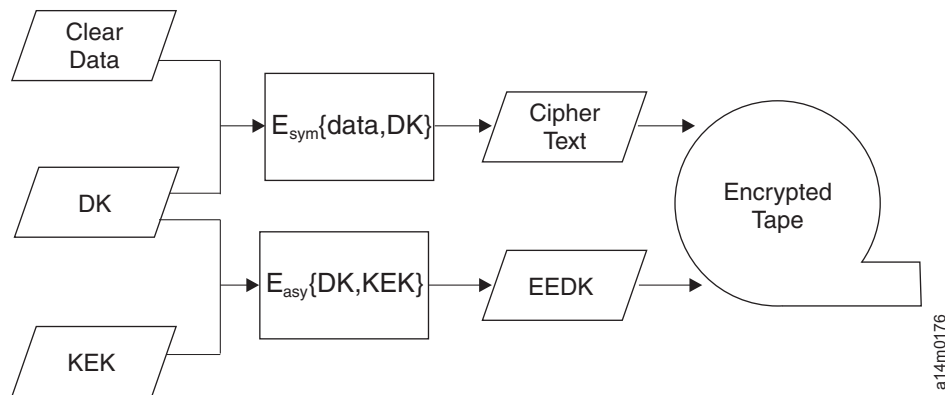 Clear
Data
E_sym{data,DK}
Cipher
Text
DK
Encrypted
Tape
E_asy{DK,KEK}
EEDK
KEK
a14m0176